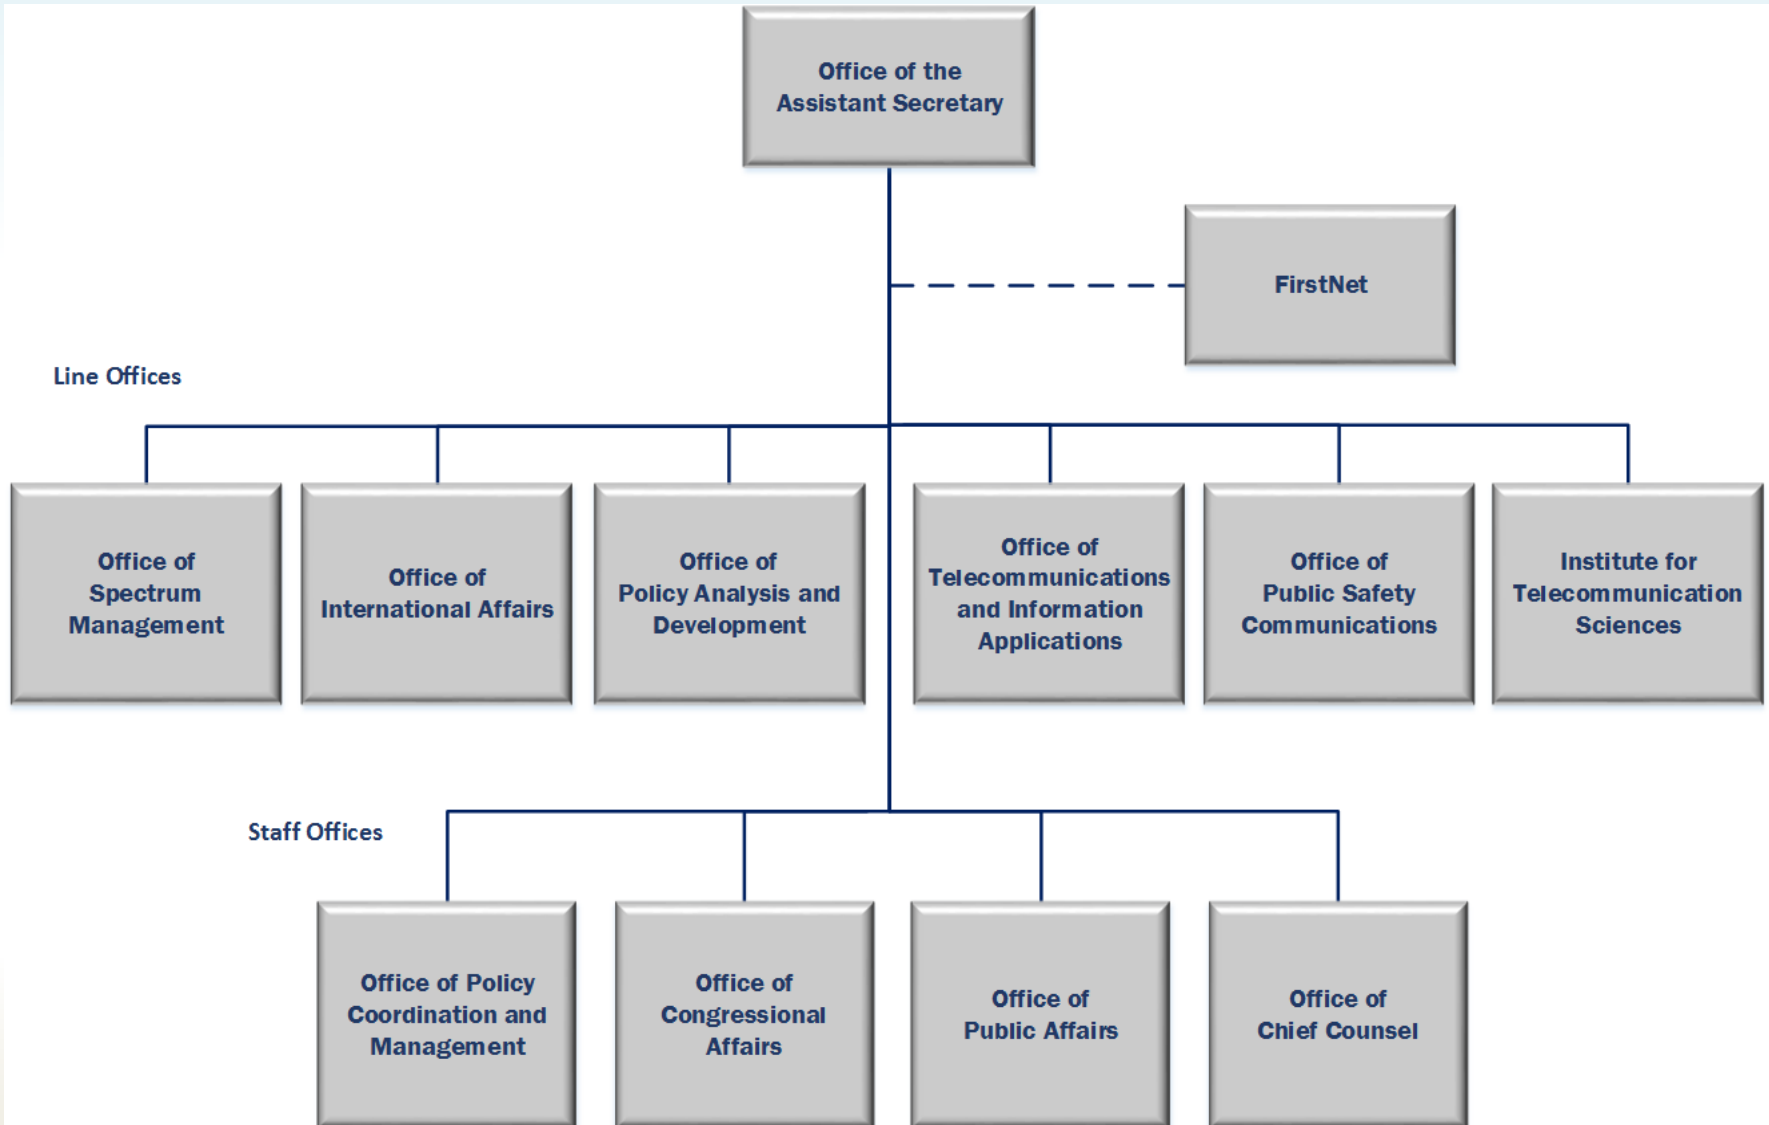 Office of the
Assistant Secretary
FirstNet
Line Offices
Office of
Spectrum
Management
Office of
International Affairs
Office of
Policy Analysis and
Development
Office of
Telecommunications
and Information
Applications
Office of
Public Safety
Communications
Institute for
Telecommunication
Sciences
Staff Offices
Office of Policy
Coordination and
Management
Office of
Congressional
Affairs
Office of
Public Affairs
Office of
Chief Counsel